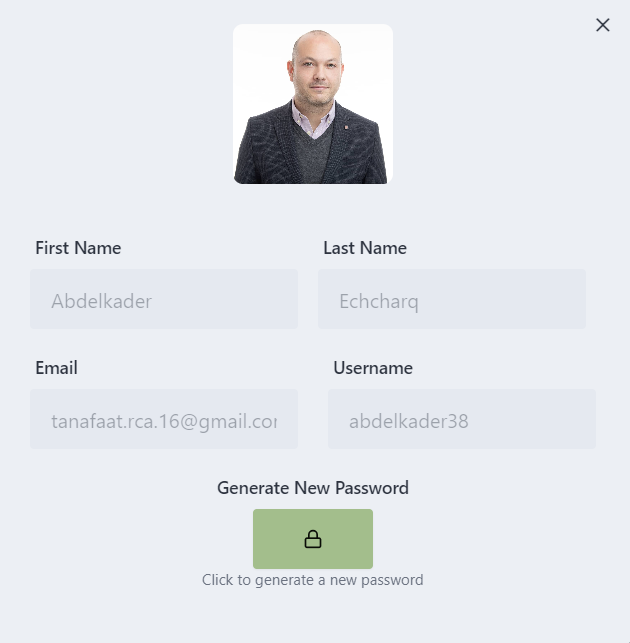 First Name
Last Name
Abdelkader
Echcharq
Email
Username
tanafaat.rca.16@gmail.cor
abdelkader38
Generate New Password
Click to generate a new password